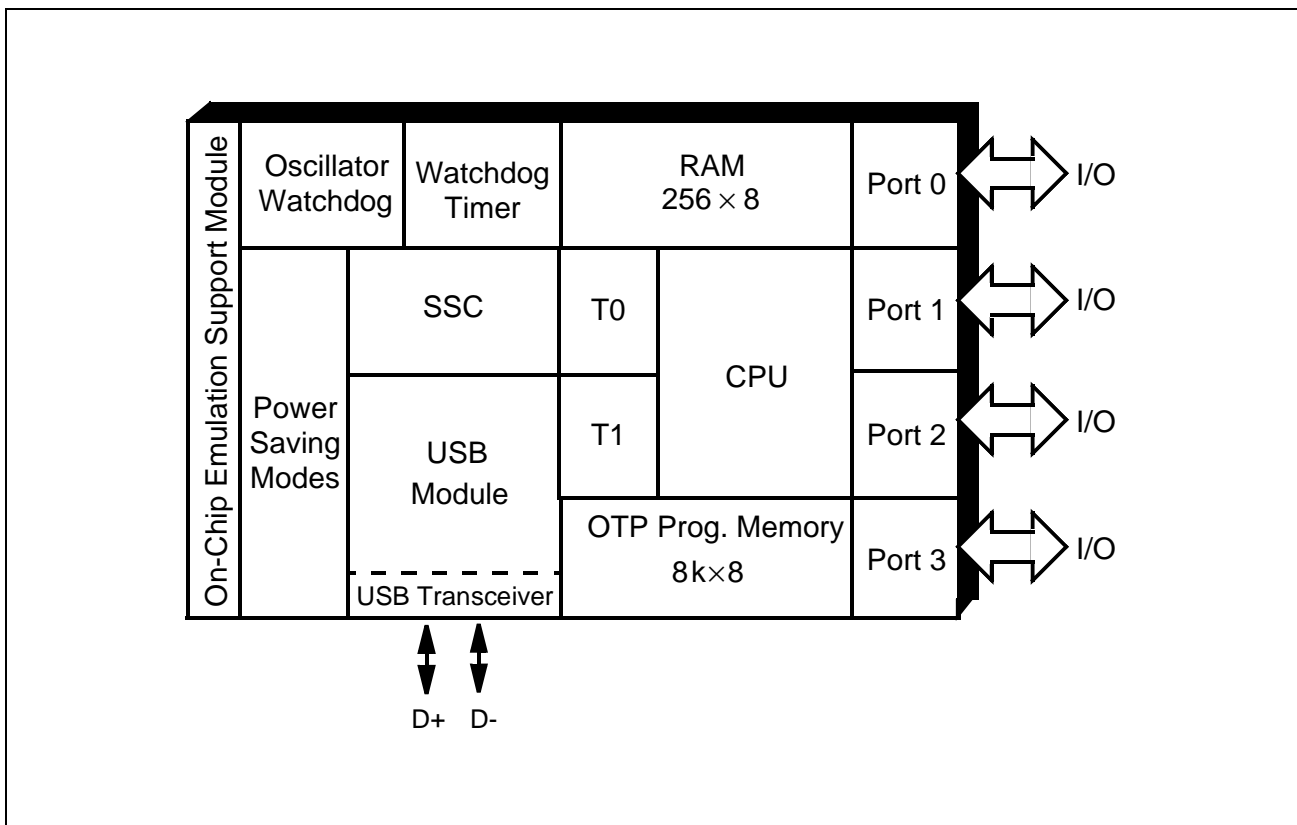 On-Chip Emulation Support Module
Oscillator
Watchdog
Watchdog
Timer
RAM
256 × 8
Port 0
I/O
SSC
T0
CPU
Port 1
I/O
Power
Saving
Modes
USB
Module
T1
Port 2
I/O
OTP Prog. Memory
8k×8
Port 3
I/O
USB Transceiver
D+ D-